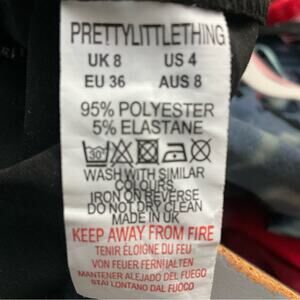 PRETTYLITTLETHING
UK 8 US 4
EU 36 AUS 8
95% POLYESTER
5% ELASTANE
30°
WASH WITH SIMILAR
COLOURS
IRON ON REVERSE
DO NOT DRY CLEAN
MADE IN UK
KEEP AWAY FROM FIRE
TENIR ÉLOIGNE DU FEU
VON FEUER FERNHALTEN
MANTENER ALEJADO DEL FUEGO
STAI LONTANO DAL FUOCO